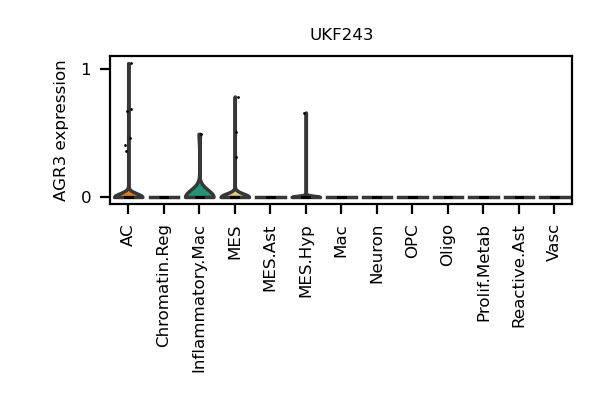 UKF243
AGR3 expression
1
0
AC
Chromatin.Reg
Inflammatory.Mac
MES
MES.Ast
MES.Hyp
Mac
Neuron
OPC
Oligo
Prolif.Metab
Reactive.Ast
Vasc